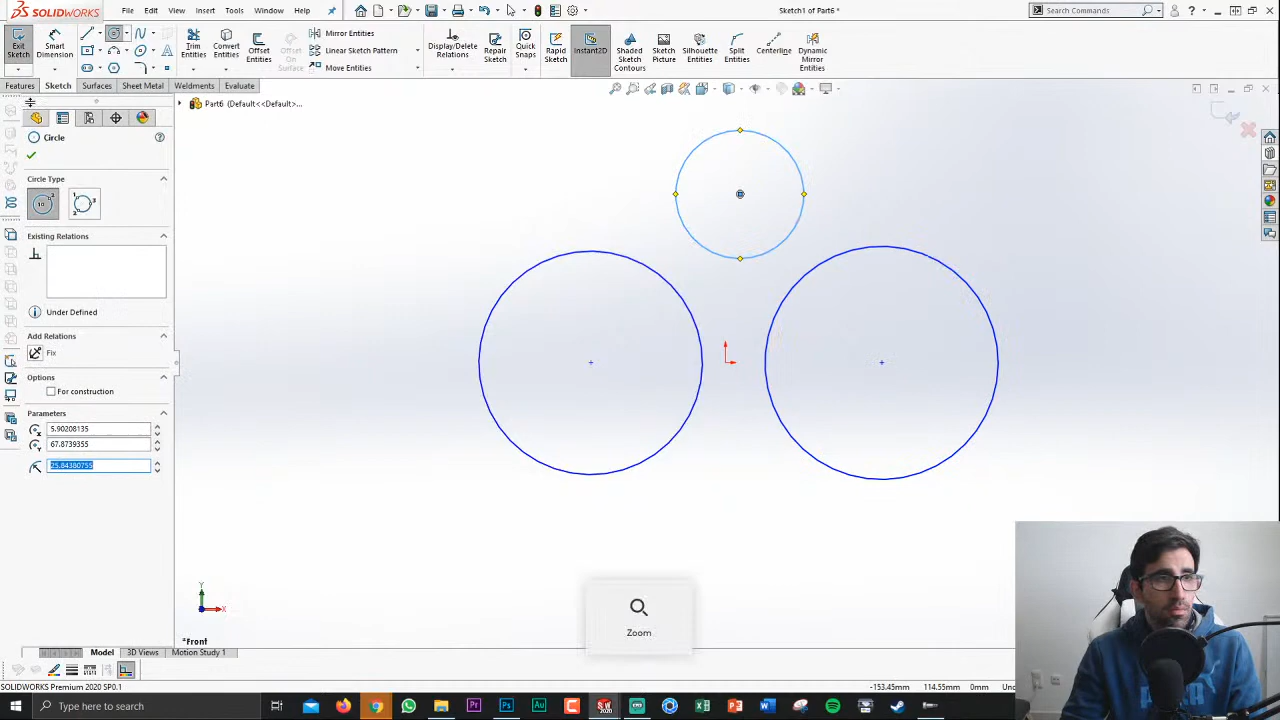 SOLIDWORKS
File Edit View Insert Tools Window Help
Sketch1 of Part6 *
Search Commands
Exit Sketch
Smart Dimension
Trim Entities
Convert Entities
Offset Entities
Offset On Surface
Mirror Entities
Linear Sketch Pattern
Move Entities
Display/Delete Relations
Repair Sketch
Quick Snaps
Rapid Sketch
Instant2D
Shaded Sketch Contours
Sketch Picture
Silhouette Entities
Split Entities
Centerline
Dynamic Mirror Entities
Features Sketch Surfaces Sheet Metal Weldments Evaluate
Part6 (Default<<Default>...
Circle
Circle Type
Existing Relations
Under Defined
Add Relations
Fix
Options
For construction
Parameters
5.90208135
67.8739355
25.84380755
Zoom
Y
X
*Front
Model 3D Views Motion Study 1
SOLIDWORKS Premium 2020 SP0.1
-153.45mm 114.55mm 0mm
Type here to search